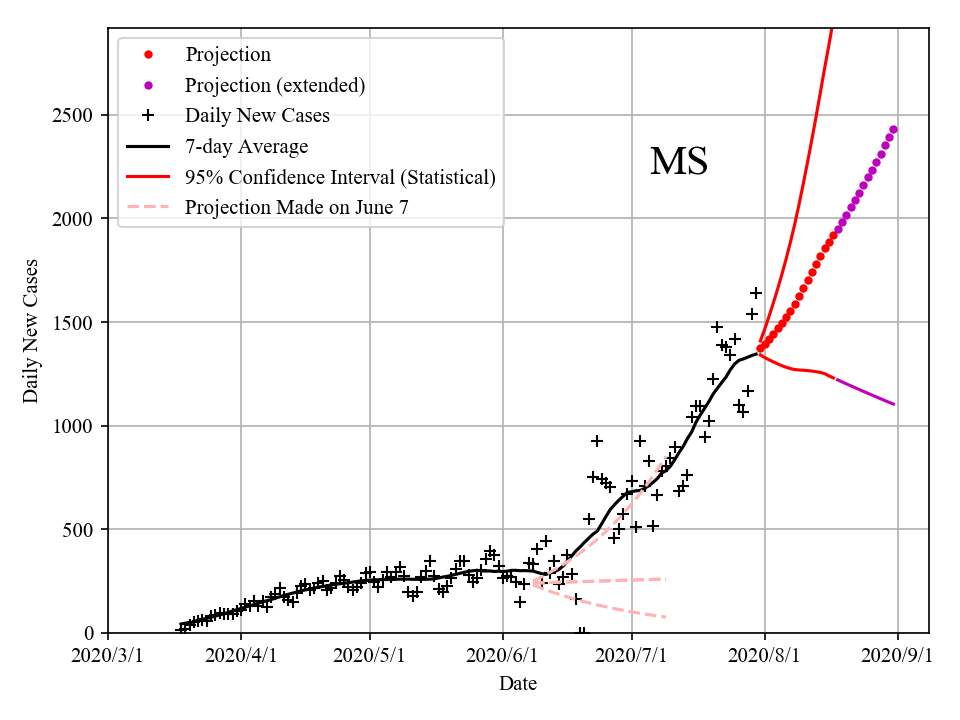 Projection
Projection (extended)
Daily New Cases
7-day Average
95% Confidence Interval (Statistical)
Projection Made on June 7
MS
Daily New Cases
2500
2000
1500
1000
500
0
2020/3/1 2020/4/1 2020/5/1 2020/6/1 2020/7/1 2020/8/1 2020/9/1
Date